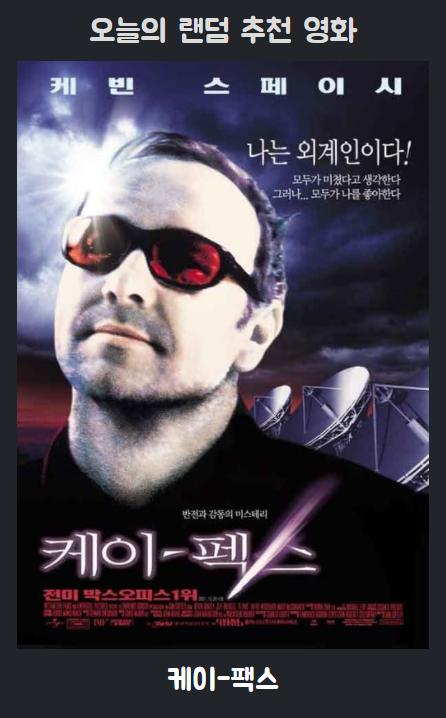 오늘의 랜덤 추천 영화
케빈 스페이시
나는 외계인이다!
모두가 미쳤다고 생각한다
그러나... 모두가 나를 좋아한다
반전과 감동의 미스테리
케이-펙스
전미 박스오피스1위
케이-팩스